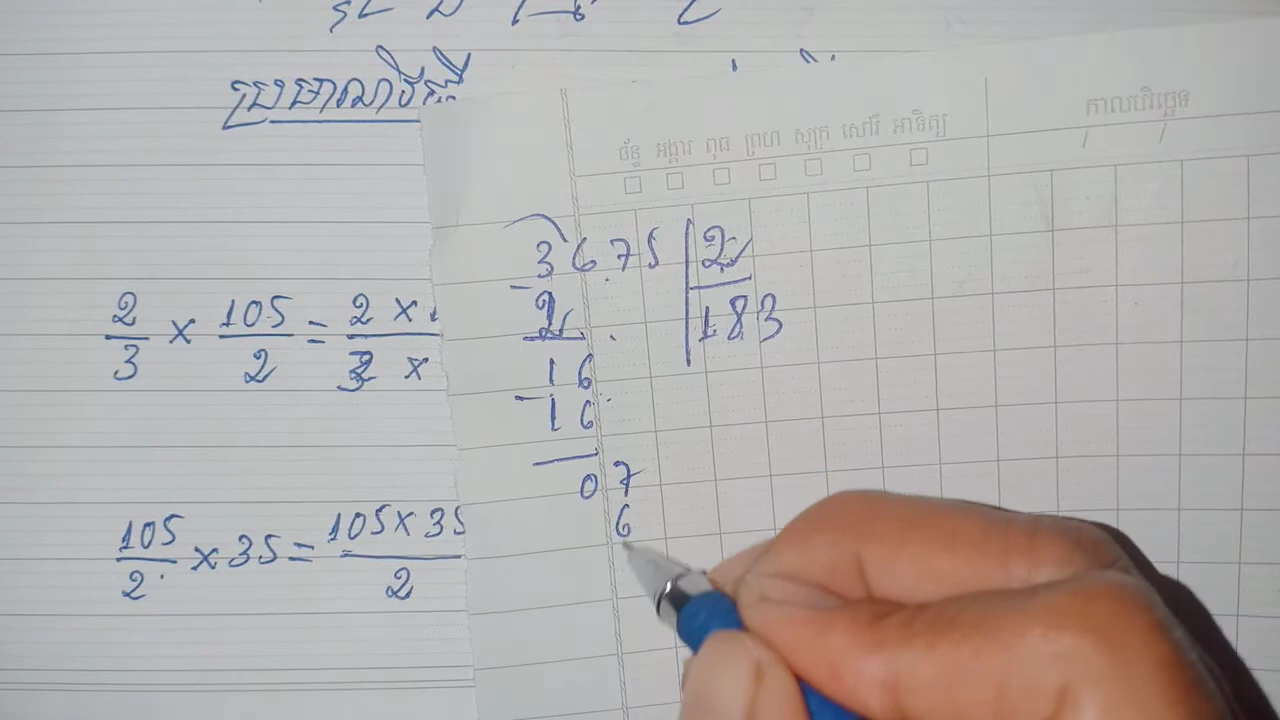 ប្រមាណវិធី
ច័ន្ទ អង្គារ ពុធ ព្រហ សុក្រ សៅរ៍ អាទិត្យ
កាលបរិច្ឆេទ
/ /
3675 2
2 183
16
16
07
6
2/3 × 105/2 = 2 ×
3 ×
105/2 × 35 = 105×35/2